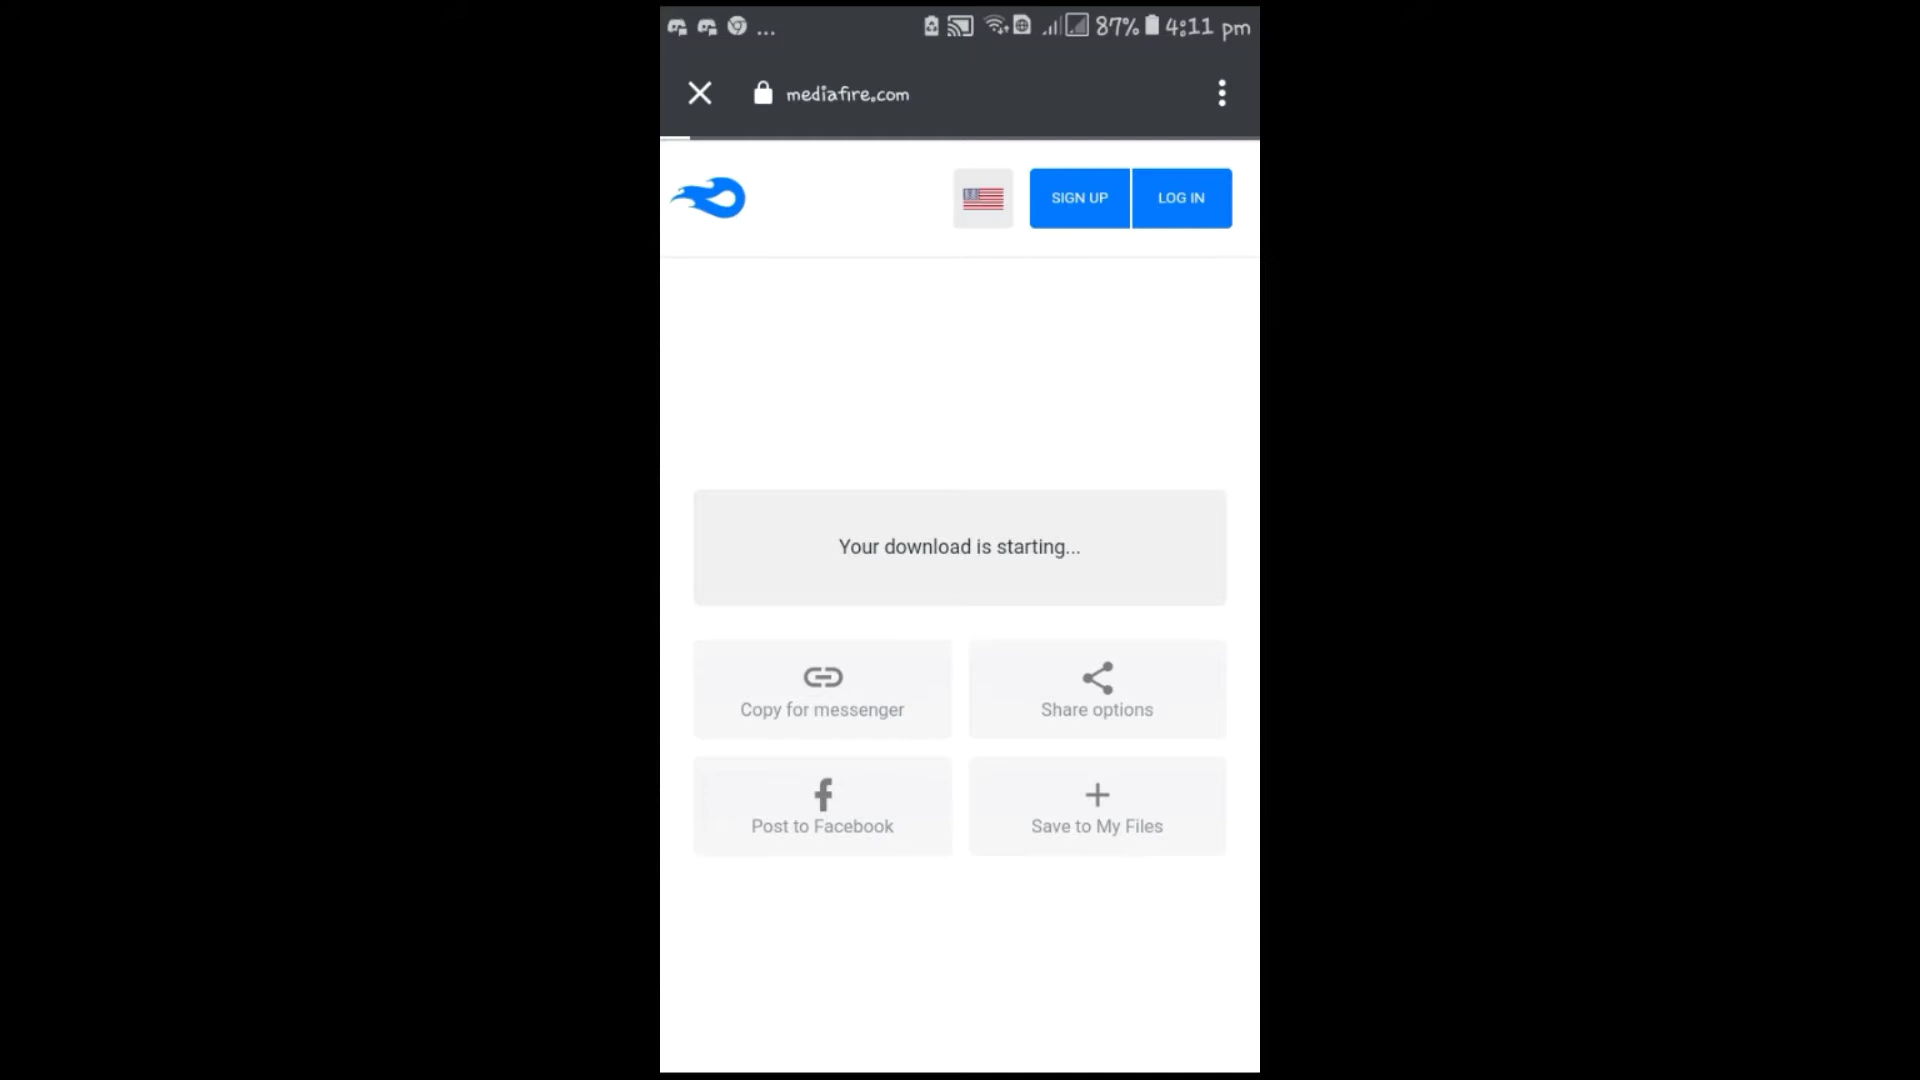 ... 87% 4:11 pm
mediafire.com
SIGN UP LOG IN
Your download is starting...
Copy for messenger Share options
Post to Facebook Save to My Files